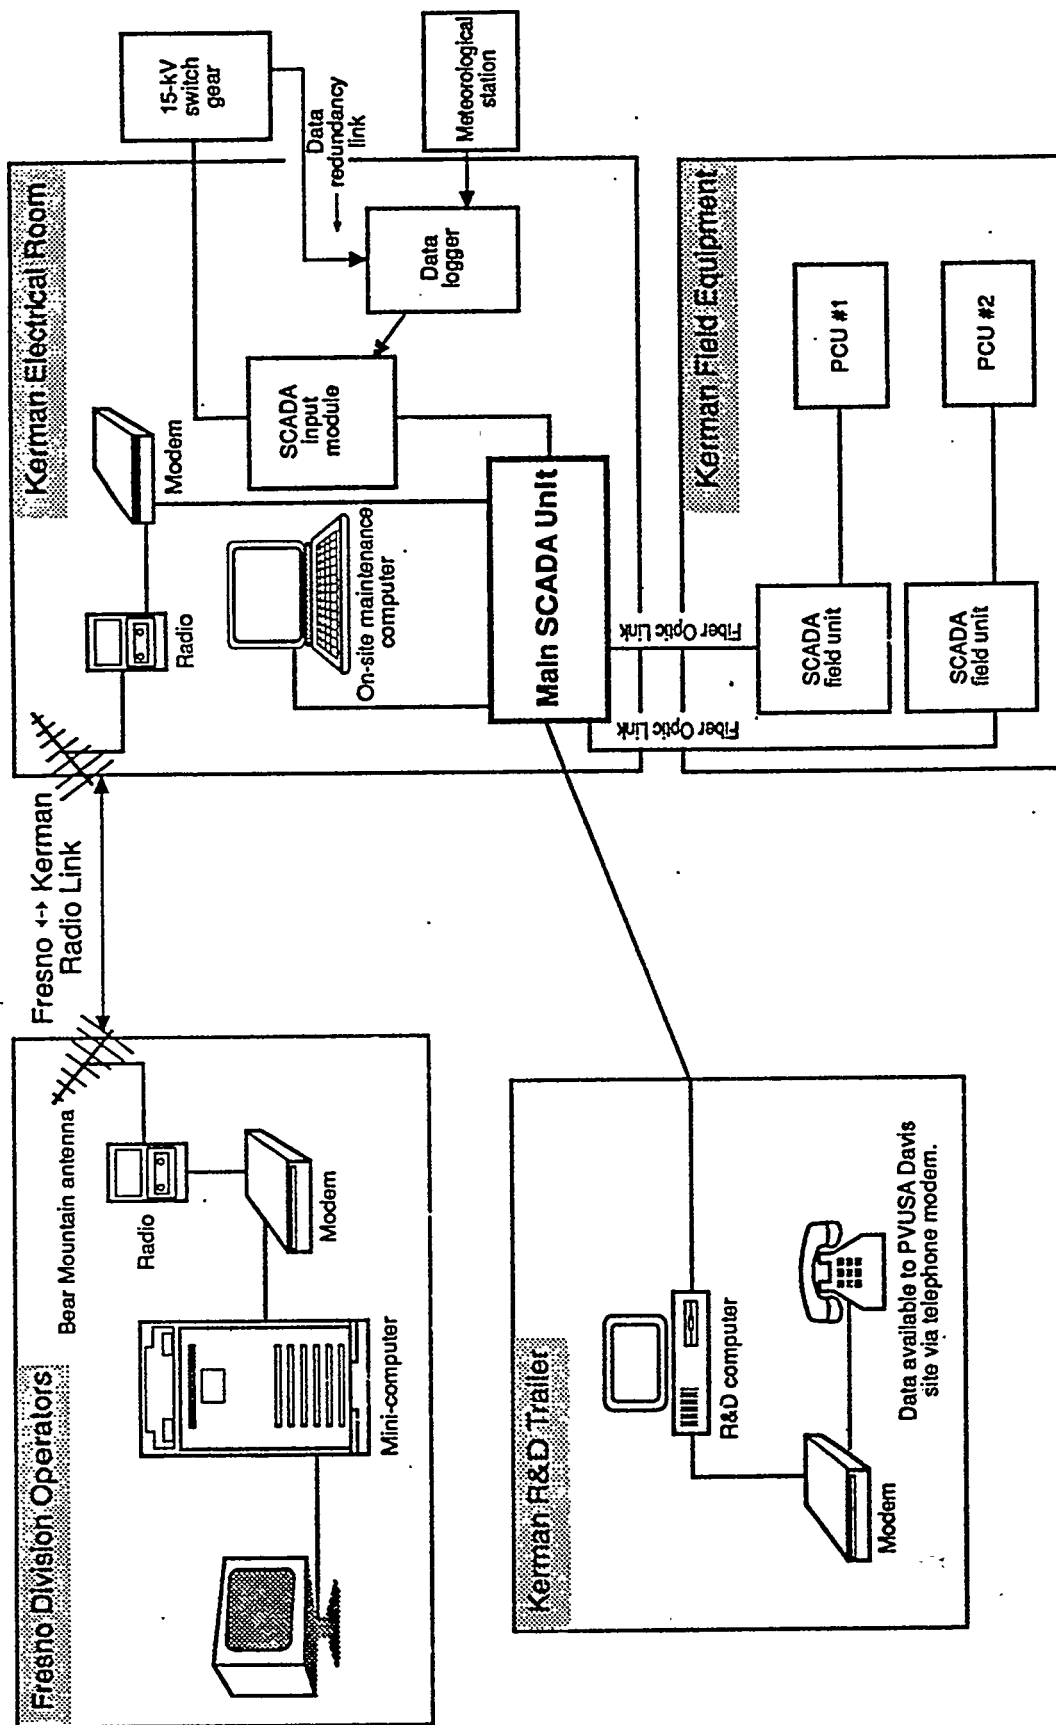 Fresno Division Operators
Bear Mountain antenna
Radio
Modem
Mini-computer
Fresno ↔ Kerman
Radio Link
Kerman Electrical Room
Radio
Modem
On-site maintenance
computer
SCADA
input
module
Data
logger
Data
redundancy
link
15-kV
switch
gear
Meteorological
station
Main SCADA Unit
Fiber Optic Link
Fiber Optic Link
Kerman R&D Trailer
R&D computer
Modem
Data available to PVUSA Davis
site via telephone modem.
Kerman Field Equipment
SCADA
field unit
PCU #1
SCADA
field unit
PCU #2